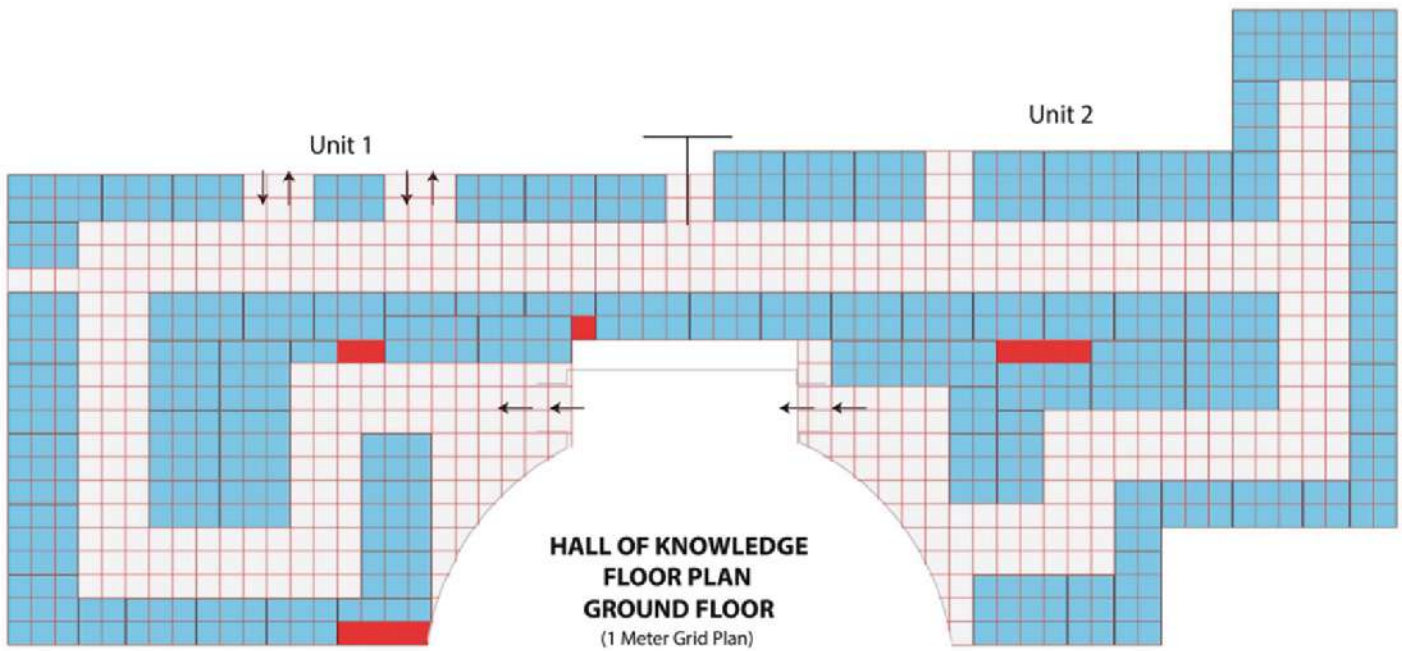 Unit 1
Unit 2
HALL OF KNOWLEDGE
FLOOR PLAN
GROUND FLOOR
(1 Meter Grid Plan)